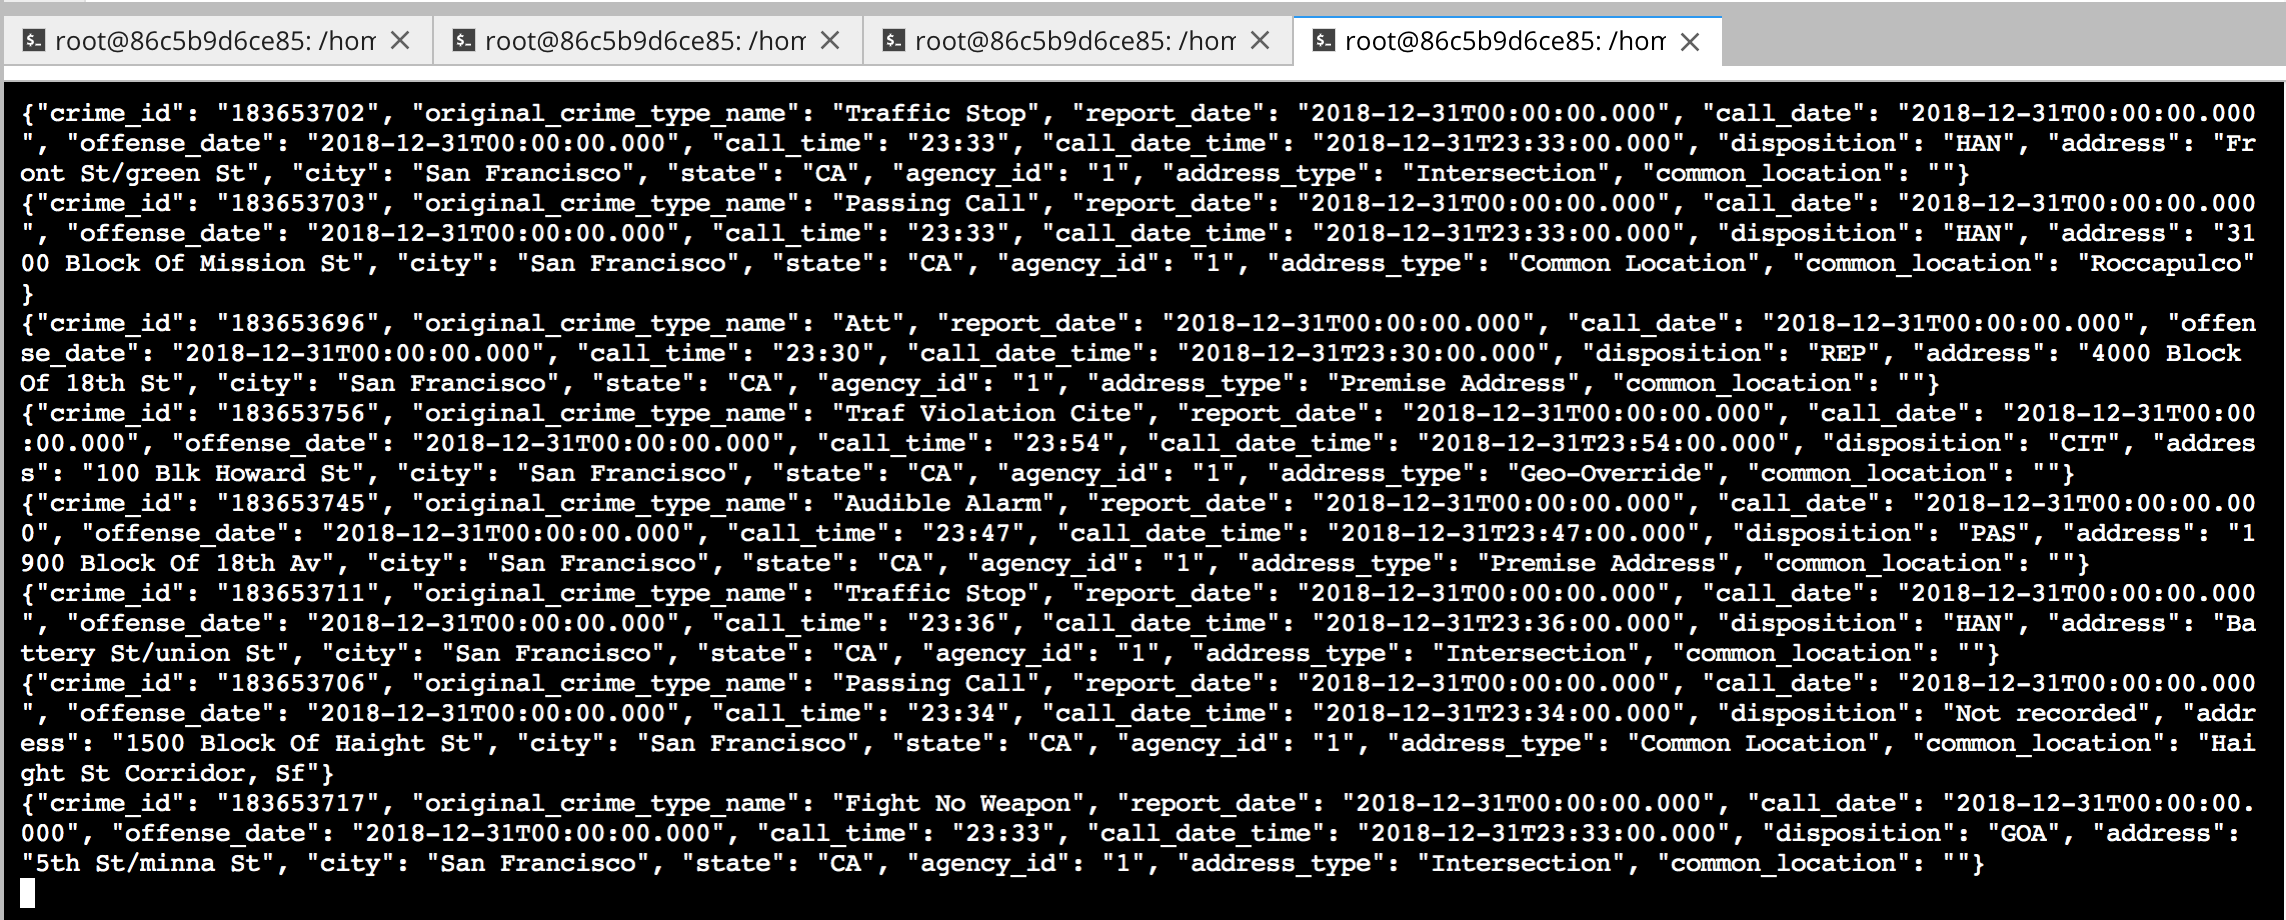 root@86c5b9d6ce85: /hom
root@86c5b9d6ce85: /hom
root@86c5b9d6ce85: /hom
root@86c5b9d6ce85: /hom
{"crime_id": "183653702", "original_crime_type_name": "Traffic Stop", "report_date": "2018-12-31T00:00:00.000", "call_date": "2018-12-31T00:00:00.000
", "offense_date": "2018-12-31T00:00:00.000", "call_time": "23:33", "call_date_time": "2018-12-31T23:33:00.000", "disposition": "HAN", "address": "Fr
ont St/green St", "city": "San Francisco", "state": "CA", "agency_id": "1", "address_type": "Intersection", "common_location": ""}
{"crime_id": "183653703", "original_crime_type_name": "Passing Call", "report_date": "2018-12-31T00:00:00.000", "call_date": "2018-12-31T00:00:00.000
", "offense_date": "2018-12-31T00:00:00.000", "call_time": "23:33", "call_date_time": "2018-12-31T23:33:00.000", "disposition": "HAN", "address": "31
00 Block Of Mission St", "city": "San Francisco", "state": "CA", "agency_id": "1", "address_type": "Common Location", "common_location": "Roccapulco"
}
{"crime_id": "183653696", "original_crime_type_name": "Att", "report_date": "2018-12-31T00:00:00.000", "call_date": "2018-12-31T00:00:00.000", "offen
se_date": "2018-12-31T00:00:00.000", "call_time": "23:30", "call_date_time": "2018-12-31T23:30:00.000", "disposition": "REP", "address": "4000 Block
Of 18th St", "city": "San Francisco", "state": "CA", "agency_id": "1", "address_type": "Premise Address", "common_location": ""}
{"crime_id": "183653756", "original_crime_type_name": "Traf Violation Cite", "report_date": "2018-12-31T00:00:00.000", "call_date": "2018-12-31T00:00
:00.000", "offense_date": "2018-12-31T00:00:00.000", "call_time": "23:54", "call_date_time": "2018-12-31T23:54:00.000", "disposition": "CIT", "addres
s": "100 Blk Howard St", "city": "San Francisco", "state": "CA", "agency_id": "1", "address_type": "Geo-Override", "common_location": ""}
{"crime_id": "183653745", "original_crime_type_name": "Audible Alarm", "report_date": "2018-12-31T00:00:00.000", "call_date": "2018-12-31T00:00:00.00
0", "offense_date": "2018-12-31T00:00:00.000", "call_time": "23:47", "call_date_time": "2018-12-31T23:47:00.000", "disposition": "PAS", "address": "1
900 Block Of 18th Av", "city": "San Francisco", "state": "CA", "agency_id": "1", "address_type": "Premise Address", "common_location": ""}
{"crime_id": "183653711", "original_crime_type_name": "Traffic Stop", "report_date": "2018-12-31T00:00:00.000", "call_date": "2018-12-31T00:00:00.000
", "offense_date": "2018-12-31T00:00:00.000", "call_time": "23:36", "call_date_time": "2018-12-31T23:36:00.000", "disposition": "HAN", "address": "Ba
ttery St/union St", "city": "San Francisco", "state": "CA", "agency_id": "1", "address_type": "Intersection", "common_location": ""}
{"crime_id": "183653706", "original_crime_type_name": "Passing Call", "report_date": "2018-12-31T00:00:00.000", "call_date": "2018-12-31T00:00:00.000
", "offense_date": "2018-12-31T00:00:00.000", "call_time": "23:34", "call_date_time": "2018-12-31T23:34:00.000", "disposition": "Not recorded", "addr
ess": "1500 Block Of Haight St", "city": "San Francisco", "state": "CA", "agency_id": "1", "address_type": "Common Location", "common_location": "Hai
ght St Corridor, Sf"}
{"crime_id": "183653717", "original_crime_type_name": "Fight No Weapon", "report_date": "2018-12-31T00:00:00.000", "call_date": "2018-12-31T00:00:00.
000", "offense_date": "2018-12-31T00:00:00.000", "call_time": "23:33", "call_date_time": "2018-12-31T23:33:00.000", "disposition": "GOA", "address":
"5th St/minna St", "city": "San Francisco", "state": "CA", "agency_id": "1", "address_type": "Intersection", "common_location": ""}